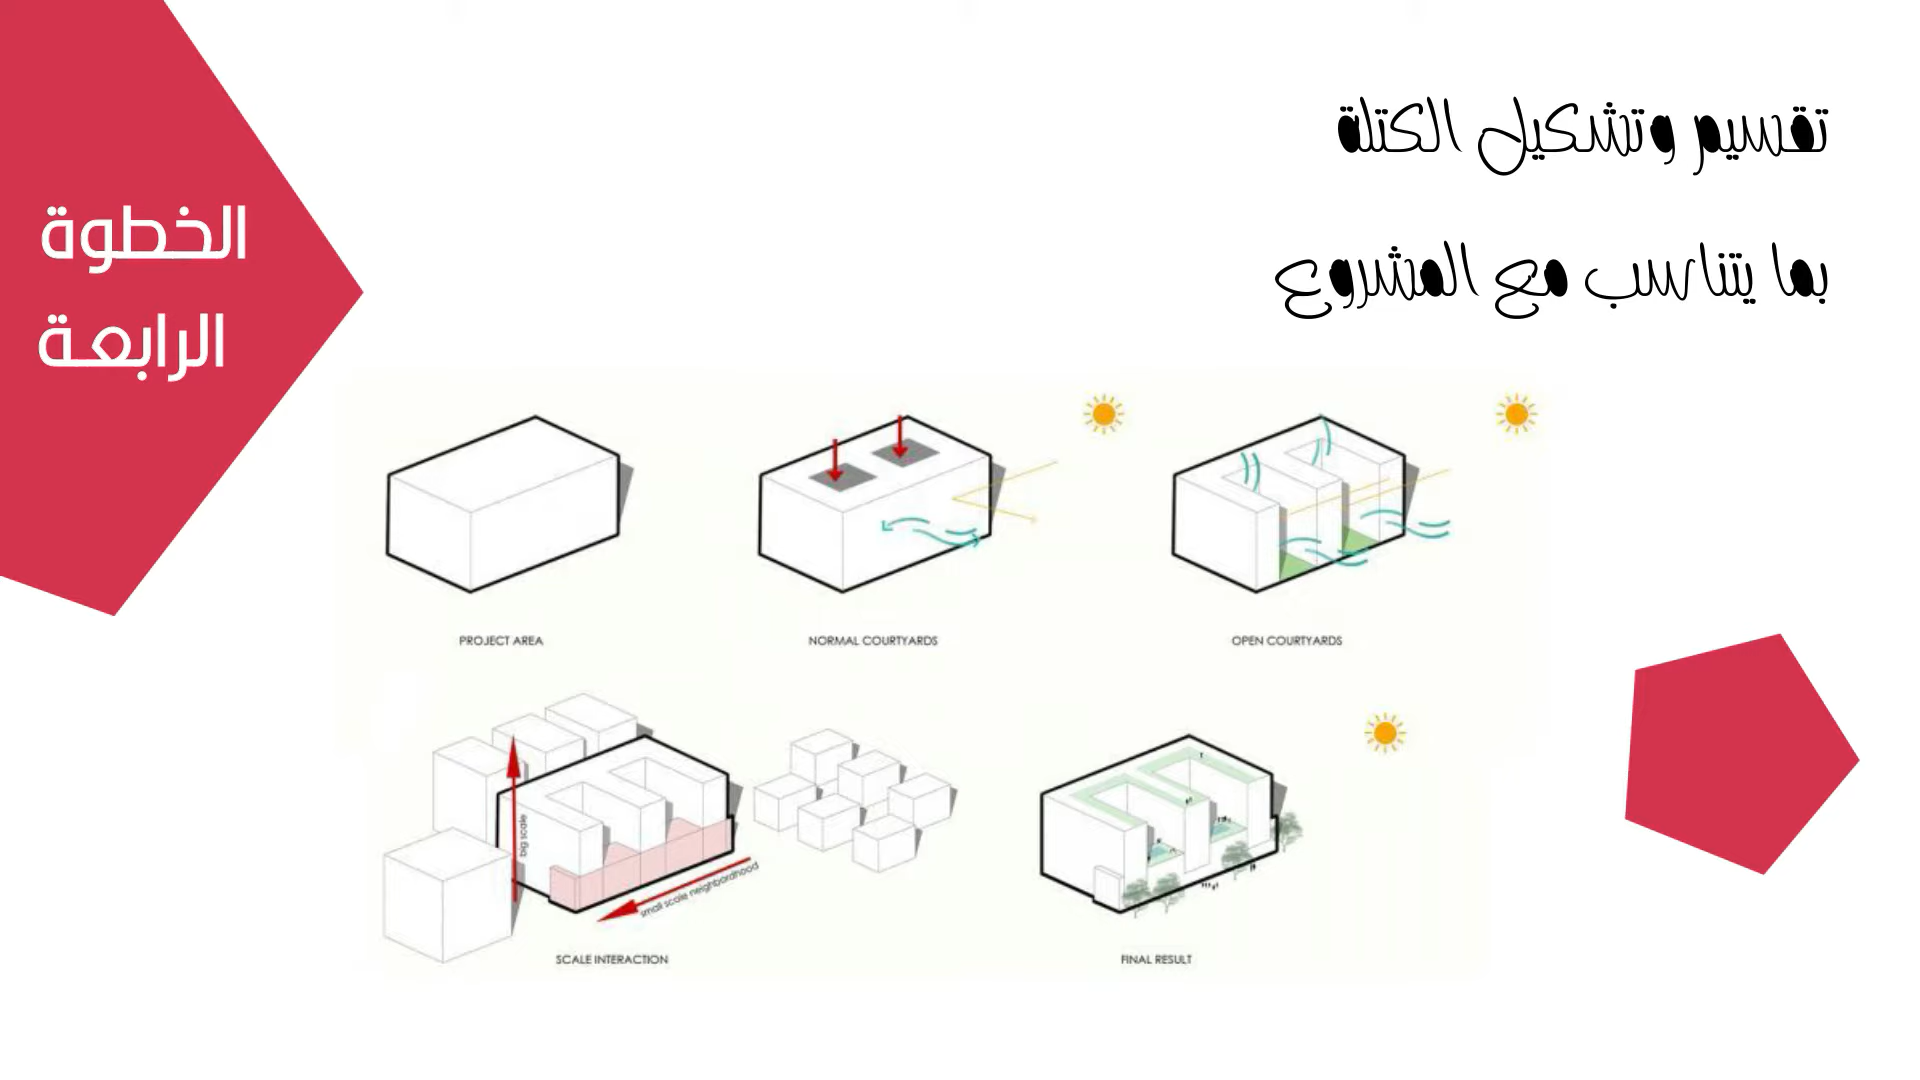 تقسيم وتشكيل الكتلة
بما يتناسب مع المشروع
الخطوة
الرابعة
PROJECT AREA
NORMAL COURTYARDS
OPEN COURTYARDS
big scale
small scale neighbordhood
SCALE INTERACTION
FINAL RESULT